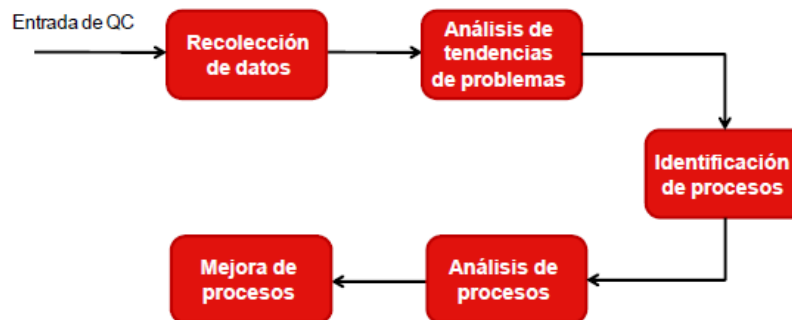 Entrada de QC
Recolección
de datos
Análisis de
tendencias
de problemas
Identificación
de procesos
Análisis de
procesos
Mejora de
procesos